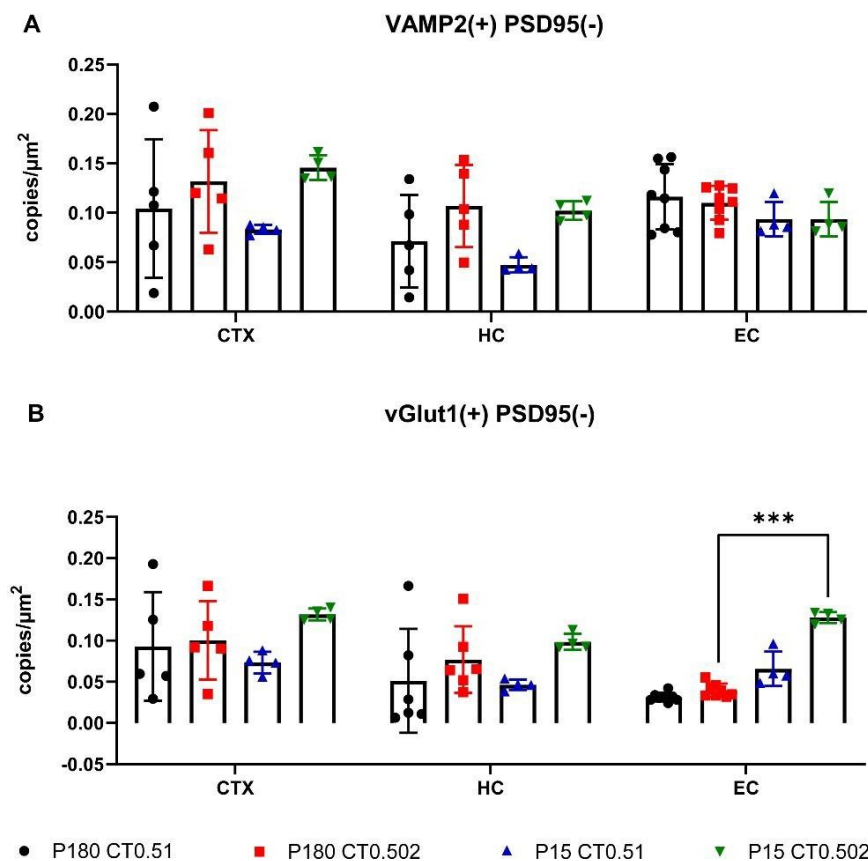 A
VAMP2(+) PSD95(-)
copies/µm²
0.25
0.20
0.15
0.10
0.05
0.00
CTX HC EC
B
vGlut1(+) PSD95(-)
copies/µm²
0.25
0.20
0.15
0.10
0.05
0.00
-0.05
***
CTX HC EC
P180 CT0.51 P180 CT0.502 P15 CT0.51 P15 CT0.502